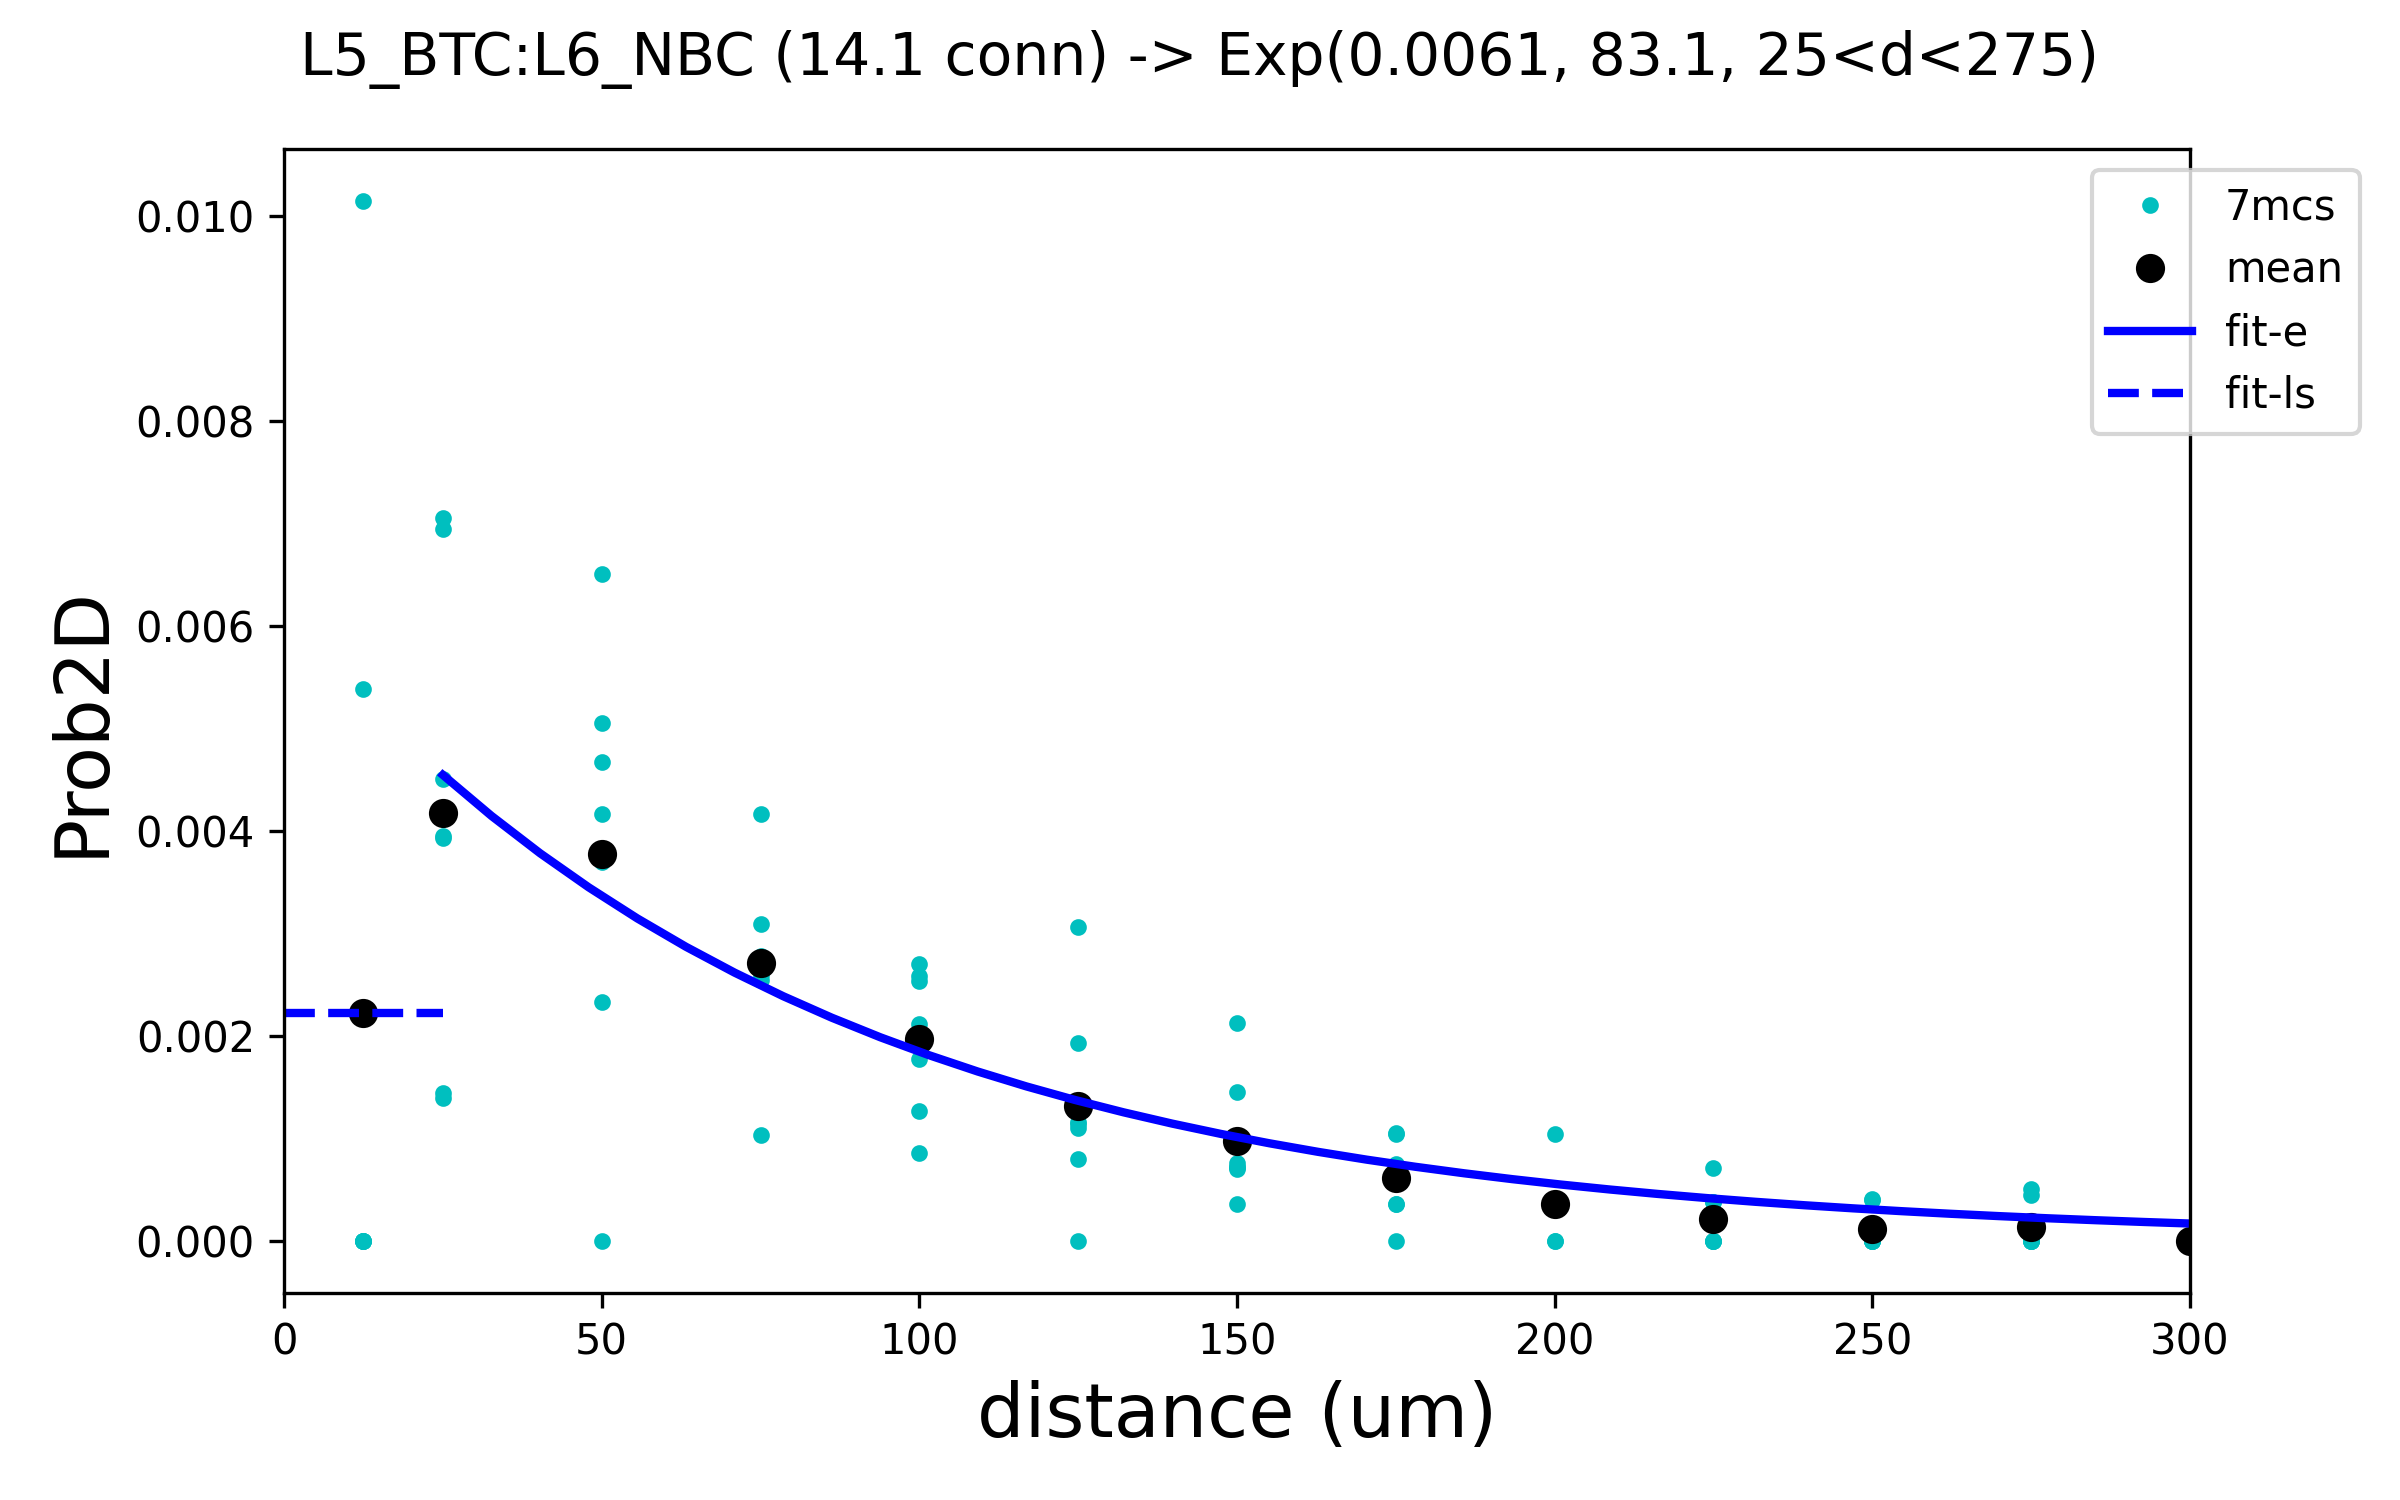 L5_BTC:L6_NBC (14.1 conn) -> Exp(0.0061, 83.1, 25<d<275)
7mcs
mean
fit-e
fit-ls
Prob2D
0.010
0.008
0.006
0.004
0.002
0.000
0 50 100 150 200 250 300
distance (um)